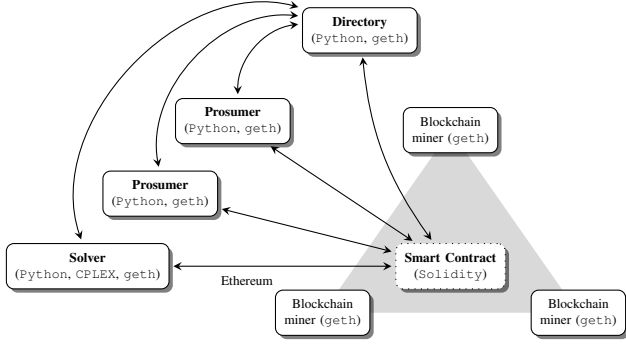 Directory
(Python, geth)
Prosumer
(Python, geth)
Blockchain
miner (geth)
Prosumer
(Python, geth)
Solver
(Python, CPLEX, geth)
Smart Contract
(Solidity)
Ethereum
Blockchain
miner (geth)
Blockchain
miner (geth)